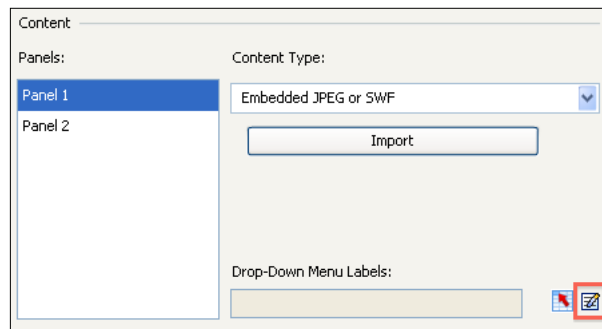 Content
Panels:
Content Type:
Panel 1
Embedded JPEG or SWF
Panel 2
Import
Drop-Down Menu Labels: